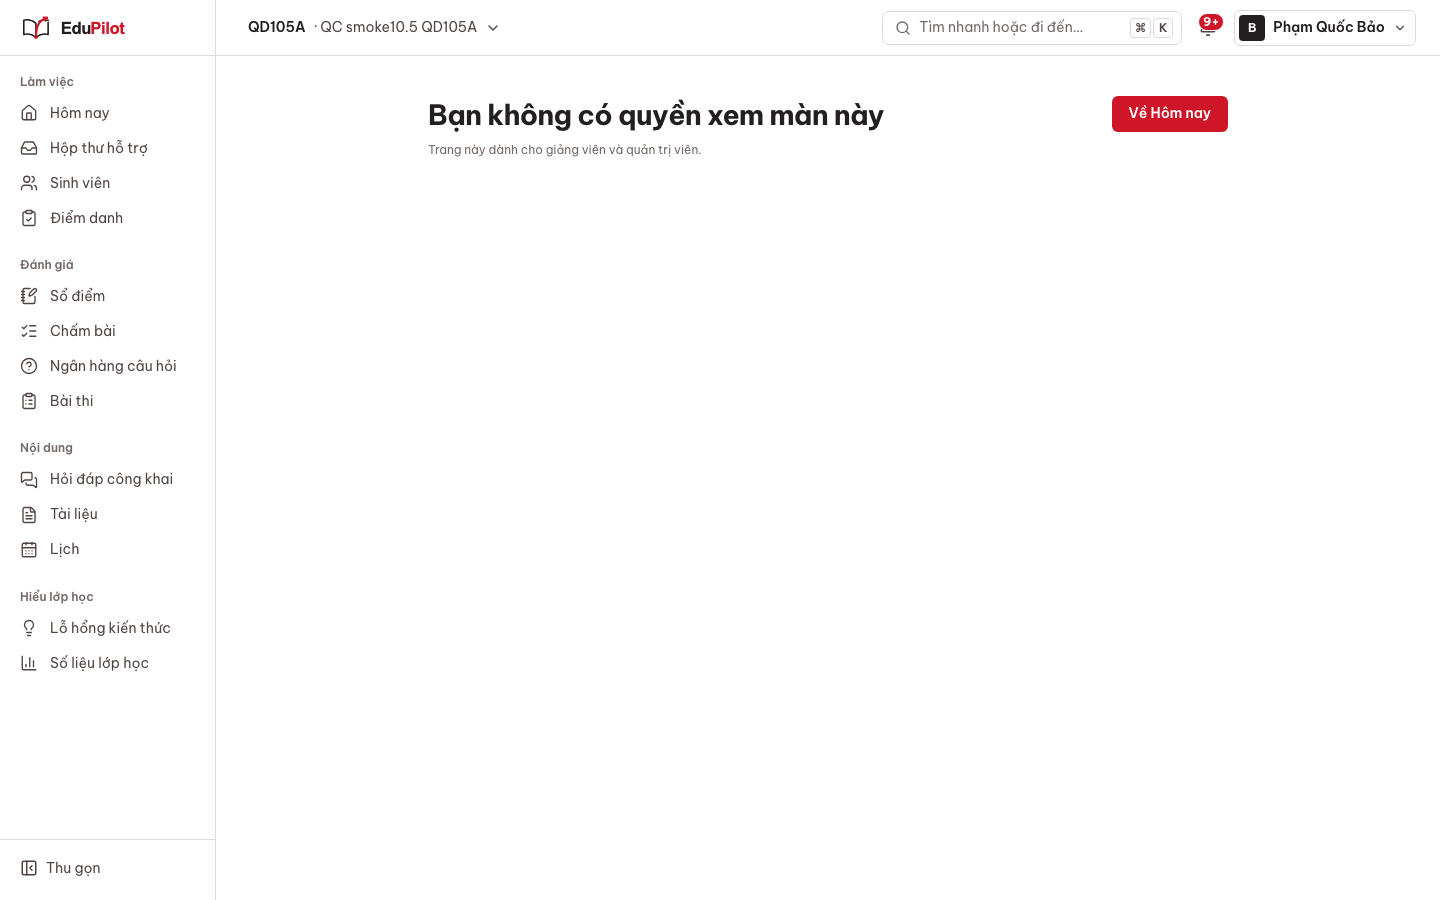 EduPilot
QD105A · QC smoke10.5 QD105A
Tìm nhanh hoặc đi đến...
⌘ K
9+
B
Phạm Quốc Bảo
Làm việc
Hôm nay
Hộp thư hỗ trợ
Sinh viên
Điểm danh
Đánh giá
Sổ điểm
Chấm bài
Ngân hàng câu hỏi
Bài thi
Nội dung
Hỏi đáp công khai
Tài liệu
Lịch
Hiểu lớp học
Lỗ hổng kiến thức
Số liệu lớp học
Thu gọn
Bạn không có quyền xem màn này
Trang này dành cho giảng viên và quản trị viên.
Về Hôm nay